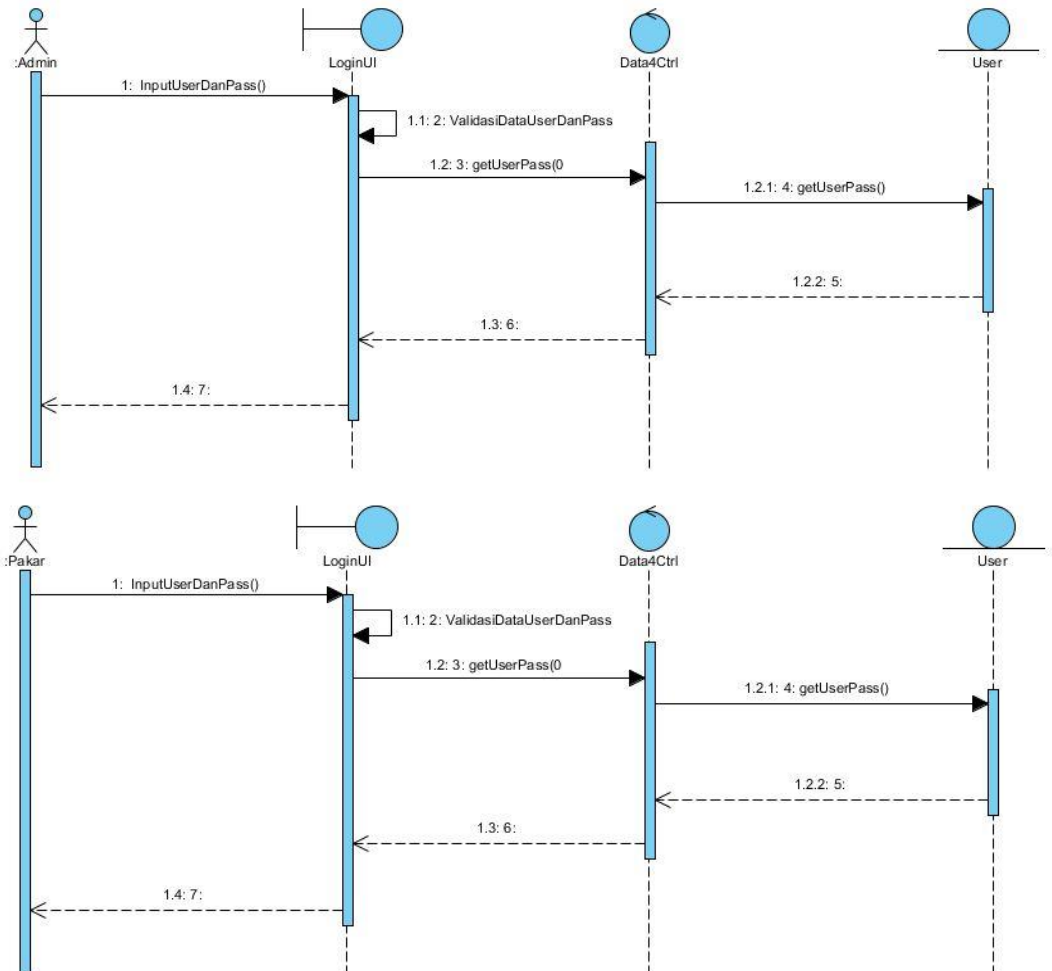 :Admin
LoginUI
Data4Ctrl
User
1: InputUserDanPass()
1.1: 2: ValidasiDataUserDanPass
1.2: 3: getUserPass(0
1.2.1: 4: getUserPass()
1.2.2: 5:
1.3: 6:
1.4: 7:
:Pakar
LoginUI
Data4Ctrl
User
1: InputUserDanPass()
1.1: 2: ValidasiDataUserDanPass
1.2: 3: getUserPass(0
1.2.1: 4: getUserPass()
1.2.2: 5:
1.3: 6:
1.4: 7: